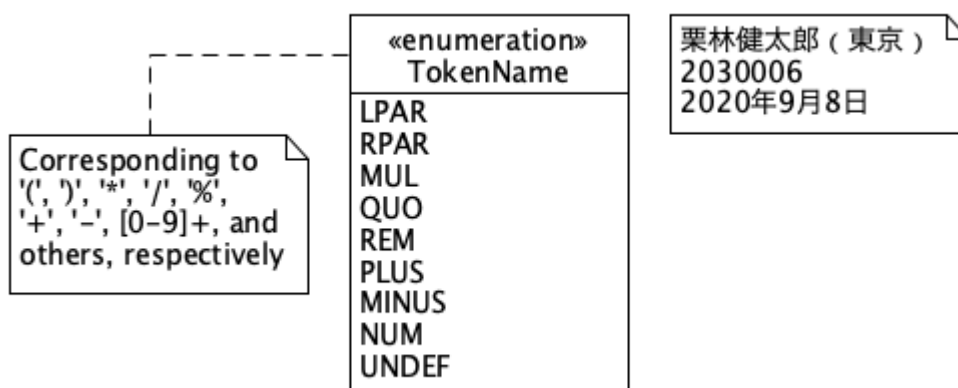 «enumeration»
TokenName
LPAR
RPAR
MUL
QUO
REM
PLUS
MINUS
NUM
UNDEF
Corresponding to
'(', ')', '*', '/', '%',
'+', '-', [0-9]+, and
others, respectively
栗林健太郎（東京）
2030006
2020年9月8日